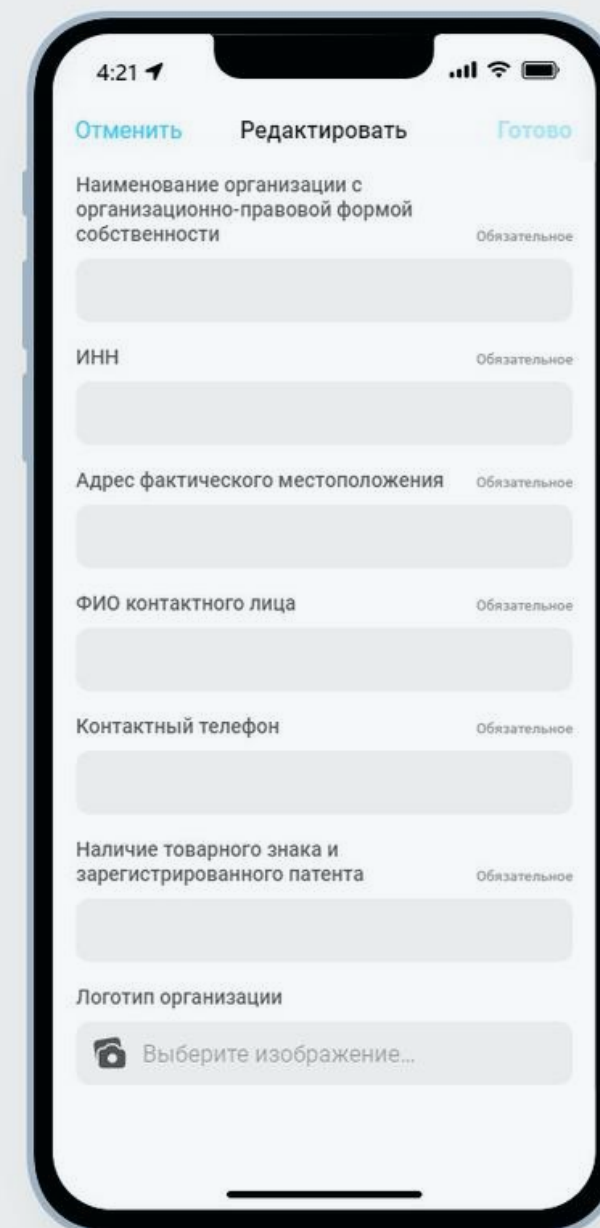 4:21
Отменить Редактировать Готово
Наименование организации с
организационно-правовой формой
собственности Обязательное
ИНН Обязательное
Адрес фактического местоположения Обязательное
ФИО контактного лица Обязательное
Контактный телефон Обязательное
Наличие товарного знака и
зарегистрированного патента Обязательное
Логотип организации
Выберите изображение...